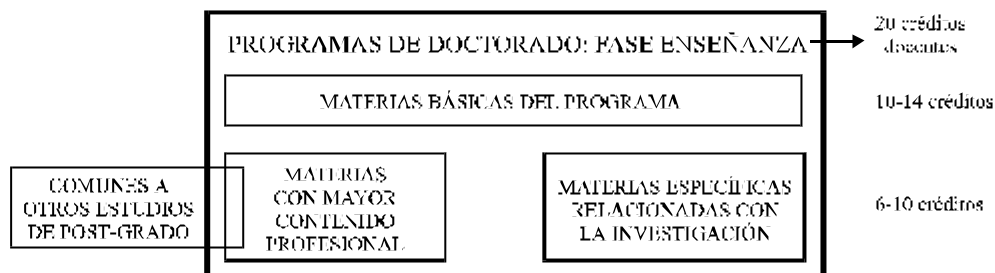 PROGRAMAS DE DOCTORADO: FASE ENSEÑANZA
20 créditos
docentes
MATERIAS BÁSICAS DEL PROGRAMA
10-14 créditos
COMUNES A
OTROS ESTUDIOS
DE POST-GRADO
MATERIAS
CON MAYOR
CONTENIDO
PROFESIONAL
MATERIAS ESPECÍFICAS
RELACIONADAS CON
LA INVESTIGACIÓN
6-10 créditos